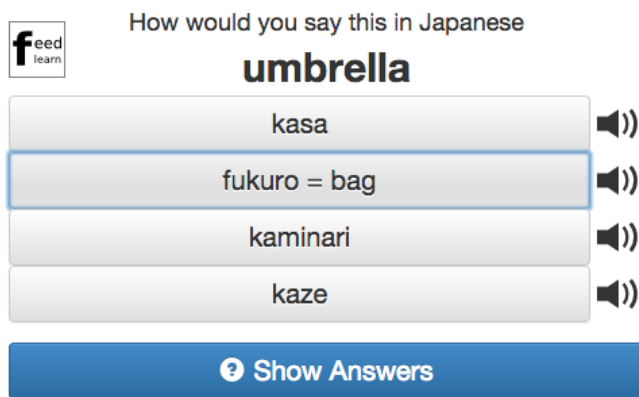 How would you say this in Japanese
feed
learn
umbrella
kasa
fukuro = bag
kaminari
kaze
Show Answers